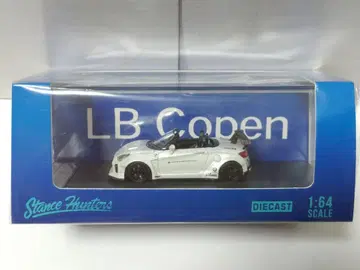 LB Copen
Stance Hunters
DIECAST
1:64
SCALE